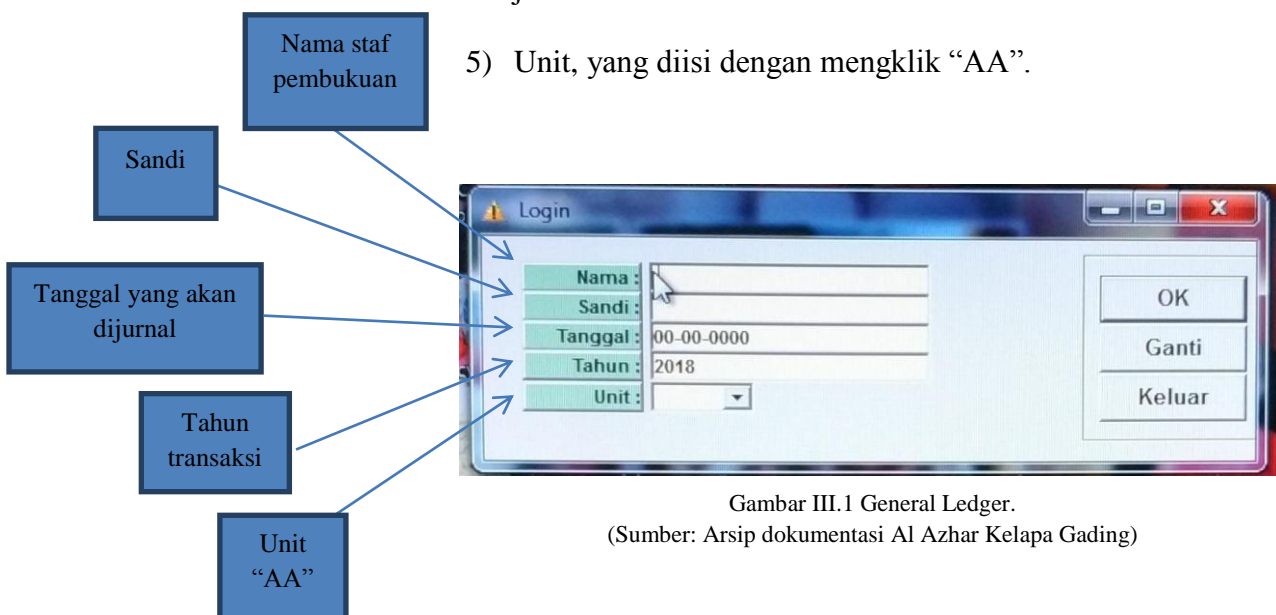 5) Unit, yang diisi dengan mengklik “AA”.
Nama staf
pembukuan
Sandi
Tanggal yang akan
dijurnal
Tahun
transaksi
Unit
“AA”
Login
Nama :
Sandi :
Tanggal : 00-00-0000
Tahun : 2018
Unit :
OK
Ganti
Keluar
Gambar III.1 General Ledger.
(Sumber: Arsip dokumentasi Al Azhar Kelapa Gading)